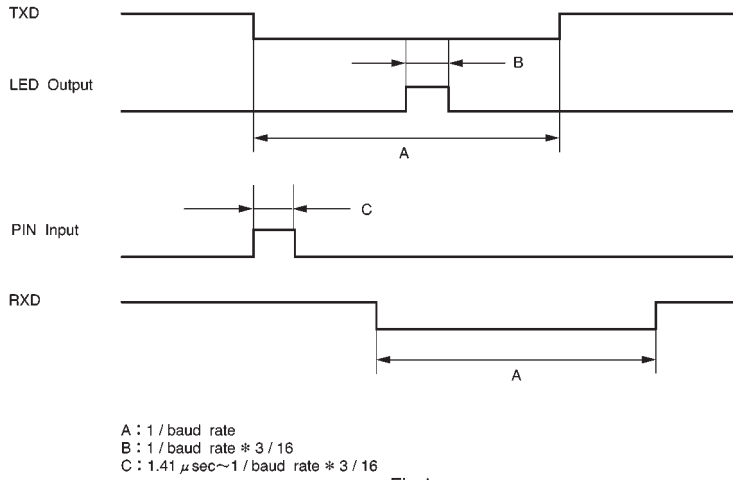 TXD
B
LED Output
A
C
PIN Input
RXD
A
A : 1 / baud rate
B : 1 / baud rate * 3 / 16
C : 1.41 μsec~1 / baud rate * 3 / 16